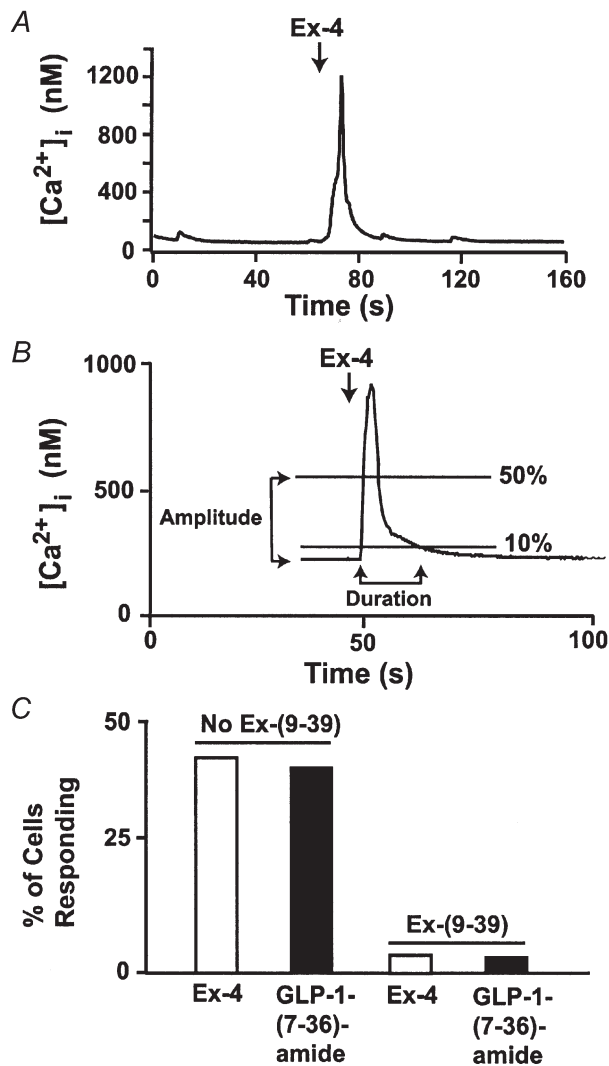 A
Ex-4
[Ca2+]i (nM)
1200
800
400
0
0 40 80 120 160
Time (s)
B
Ex-4
[Ca2+]i (nM)
1000
500
0
50%
Amplitude
10%
Duration
0 50 100
Time (s)
C
% of Cells
Responding
50
25
0
No Ex-(9-39)
Ex-(9-39)
Ex-4
GLP-1-
(7-36)-
amide
Ex-4
GLP-1-
(7-36)-
amide